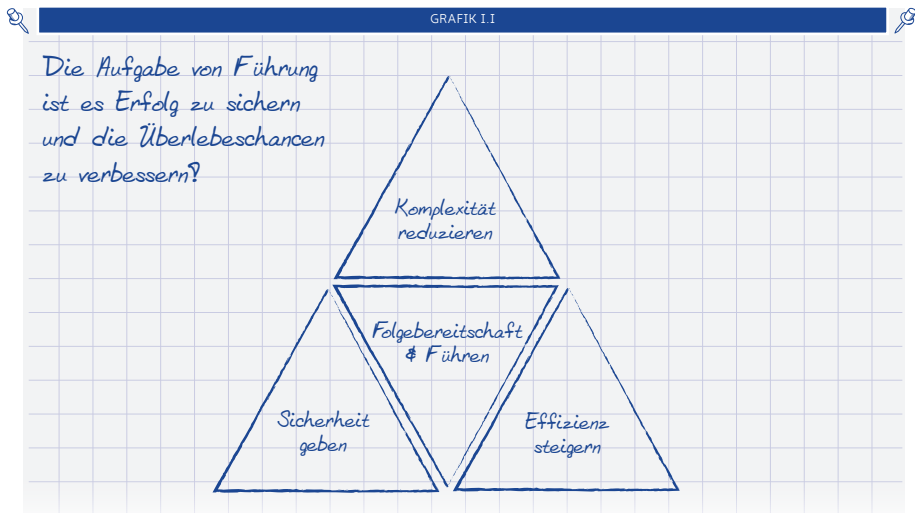 GRAFIK I.I
Die Aufgabe von Führung
ist es Erfolg zu sichern
und die Überlebeschancen
zu verbessern?
Komplexität
reduzieren
Folgebereitschaft
& Führen
Sicherheit
geben
Effizienz
steigern